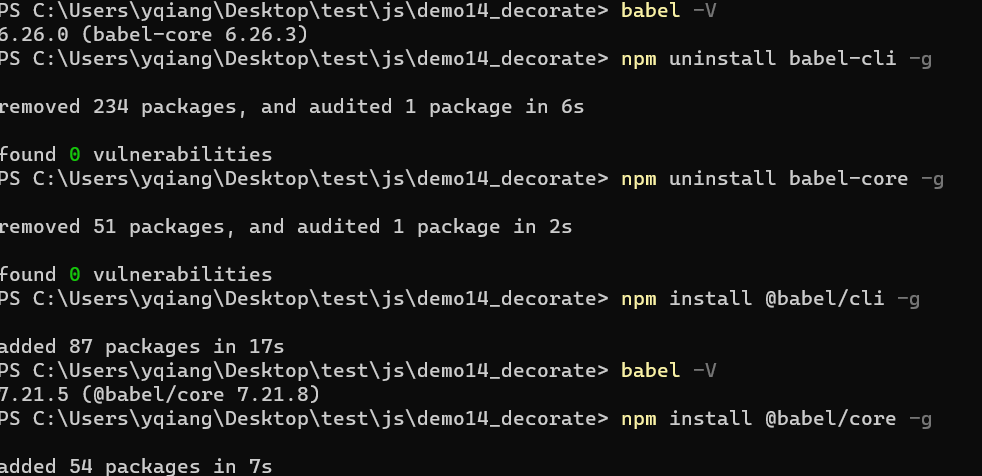 PS C:\Users\yqiang\Desktop\test\js\demo14_decorate> babel -V
6.26.0 (babel-core 6.26.3)
PS C:\Users\yqiang\Desktop\test\js\demo14_decorate> npm uninstall babel-cli -g
removed 234 packages, and audited 1 package in 6s
found 0 vulnerabilities
PS C:\Users\yqiang\Desktop\test\js\demo14_decorate> npm uninstall babel-core -g
removed 51 packages, and audited 1 package in 2s
found 0 vulnerabilities
PS C:\Users\yqiang\Desktop\test\js\demo14_decorate> npm install @babel/cli -g
added 87 packages in 17s
PS C:\Users\yqiang\Desktop\test\js\demo14_decorate> babel -V
7.21.5 (@babel/core 7.21.8)
PS C:\Users\yqiang\Desktop\test\js\demo14_decorate> npm install @babel/core -g
added 54 packages in 7s